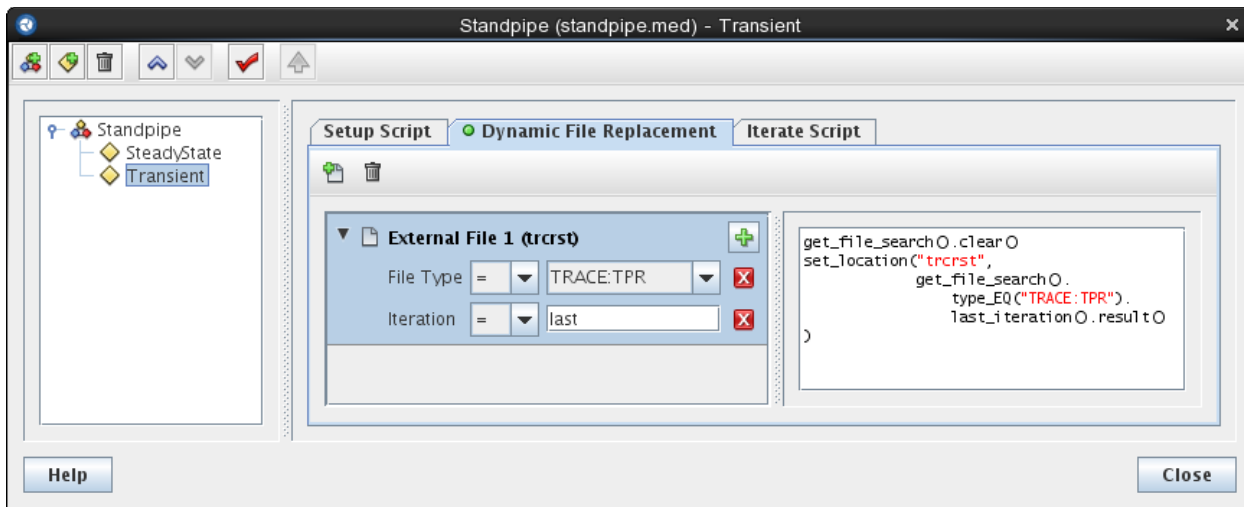 Standpipe (standpipe.med) - Transient
Standpipe
SteadyState
Transient
Setup Script
Dynamic File Replacement
Iterate Script
External File 1 (trcrst)
File Type = TRACE:TPR
Iteration = last
get_file_search().clear()
set_location("trcrst",
get_file_search().
type_EQ("TRACE:TPR").
last_iteration().result()
)
Help
Close